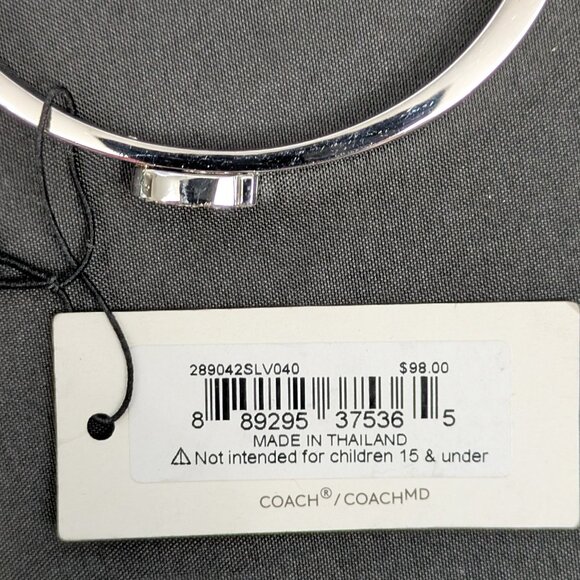 289042SLV040 $98.00
8 89295 37536 5
MADE IN THAILAND
⚠ Not intended for children 15 & under
COACH®/COACHMD